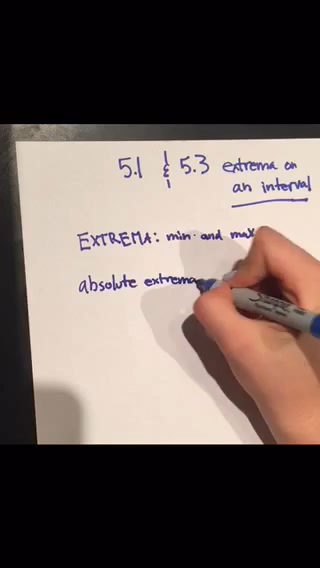 5.1 & 5.3 extrema on
an interval
EXTREMA: min. and max
absolute extrema